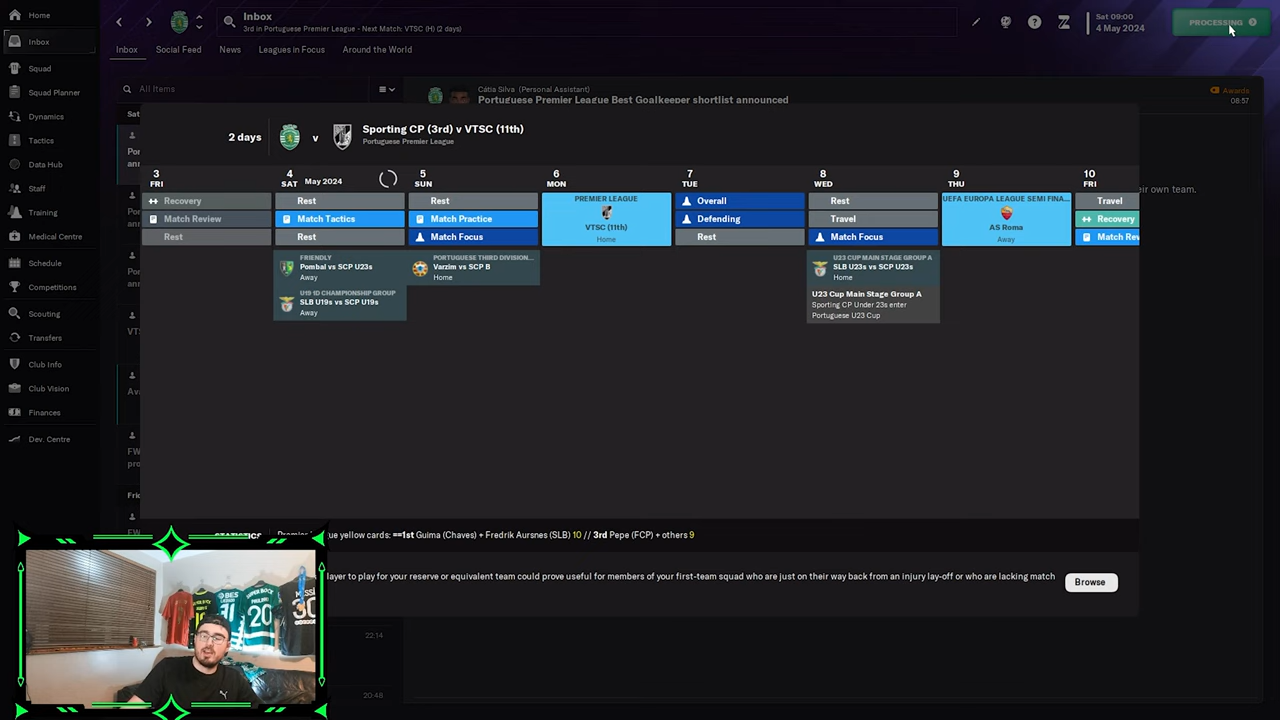 Home
Inbox
Squad
Squad Planner
Dynamics
Tactics
Data Hub
Staff
Training
Medical Centre
Schedule
Competitions
Scouting
Transfers
Club Info
Club Vision
Finances
Dev. Centre
Inbox
3rd in Portuguese Premier League - Next Match: VTSC (H) (2 days)
Sat 09:00
4 May 2024
PROCESSING
Inbox
Social Feed
News
Leagues in Focus
Around the World
All Items
Cátia Silva (Personal Assistant)
Portuguese Premier League Best Goalkeeper shortlist announced
Awards
08:57
2 days
v
Sporting CP (3rd) v VTSC (11th)
Portuguese Premier League
3
FRI
4
SAT
May 2024
5
SUN
6
MON
7
TUE
8
WED
9
THU
10
FRI
Recovery
Match Review
Rest
Rest
Match Tactics
Rest
Rest
Match Practice
Match Focus
PREMIER LEAGUE
VTSC (11th)
Home
Overall
Defending
Rest
Rest
Travel
Match Focus
UEFA EUROPA LEAGUE SEMI FINA...
AS Roma
Away
Travel
Recovery
Match Rev
FRIENDLY
Pombal vs SCP U23s
Away
U19 1D CHAMPIONSHIP GROUP
SLB U19s vs SCP U19s
Away
PORTUGUESE THIRD DIVISION...
Varzim vs SCP B
Home
U23 CUP MAIN STAGE GROUP A
SLB U23s vs SCP U23s
Home
U23 Cup Main Stage Group A
Sporting CP Under 23s enter
Portuguese U23 Cup
their own team.
yellow cards: ==1st Guima (Chaves) + Fredrik Aursnes (SLB) 10 // 3rd Pepe (FCP) + others 9
layer to play for your reserve or equivalent team could prove useful for members of your first-team squad who are just on their way back from an injury lay-off or who are lacking match
Browse
22:14
20:48